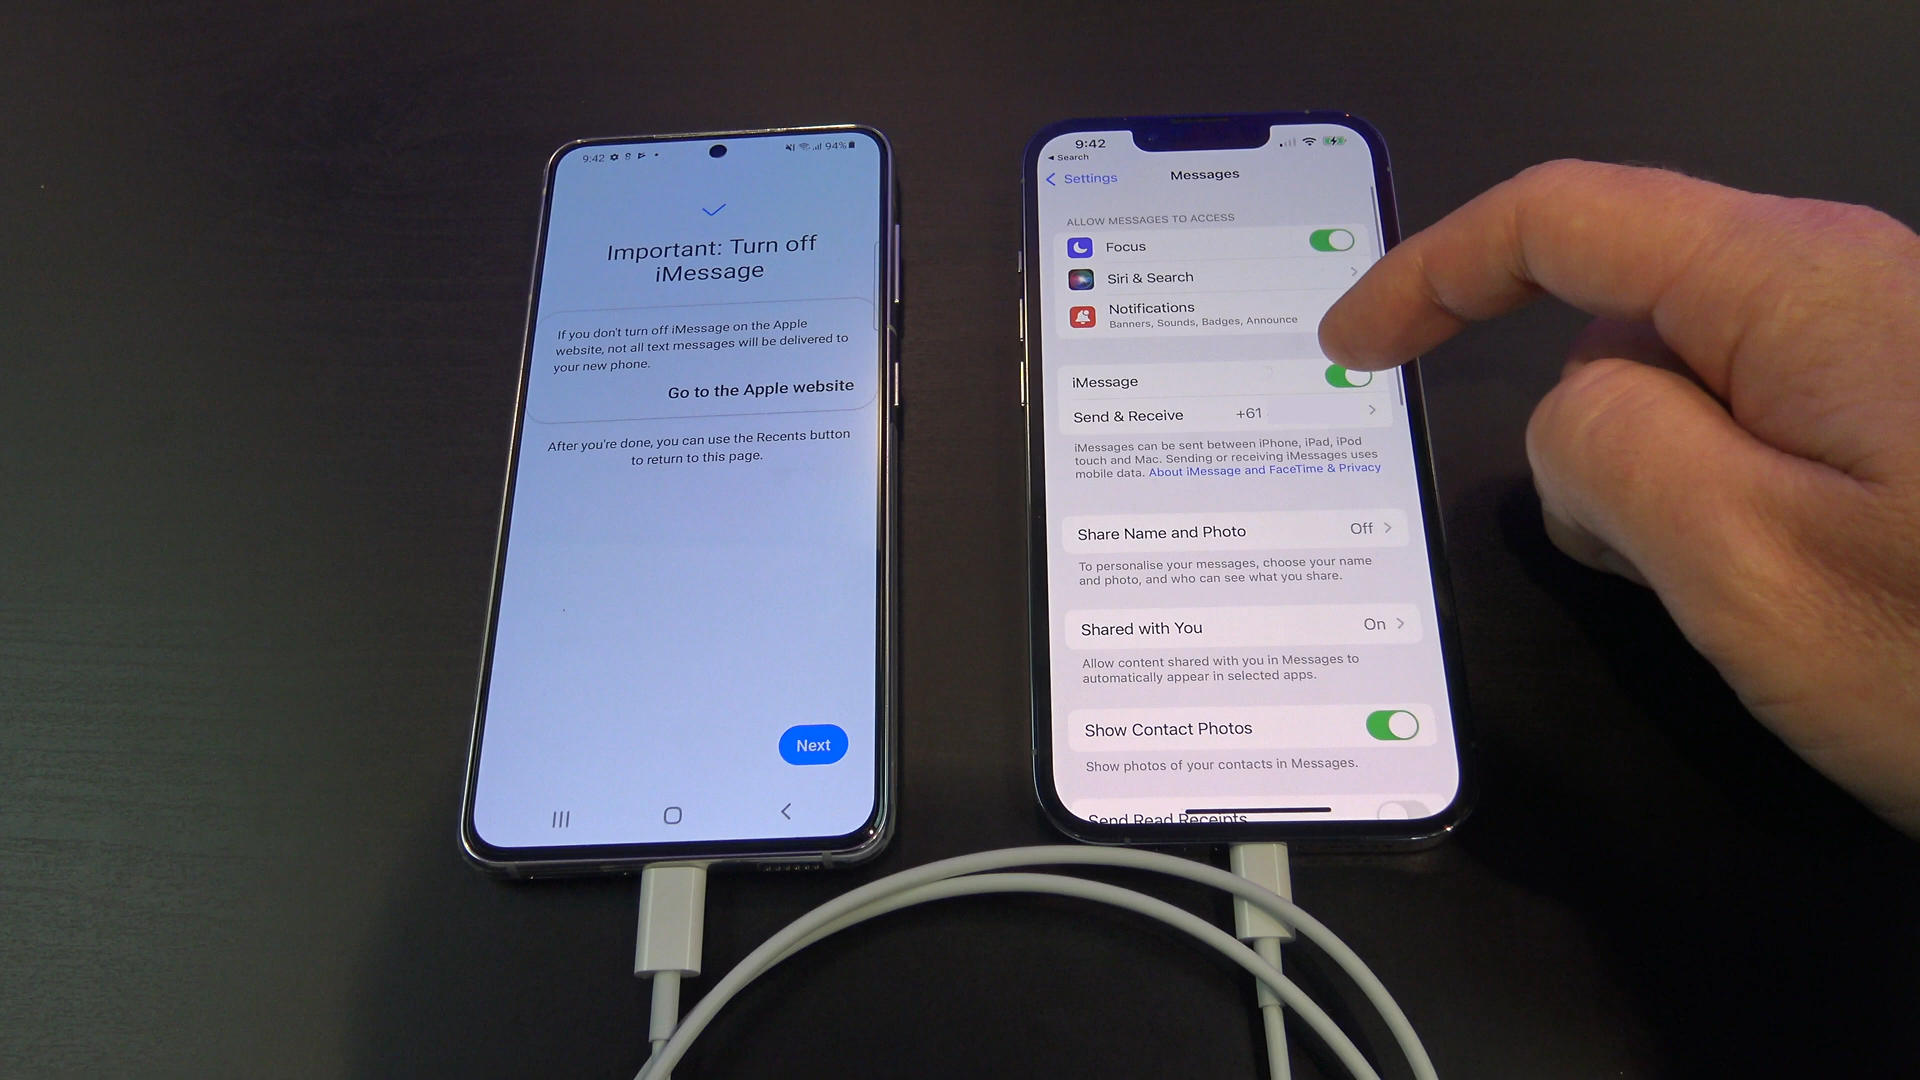 9:42
94%
Important: Turn off
iMessage
If you don't turn off iMessage on the Apple
website, not all text messages will be delivered to
your new phone.
Go to the Apple website
After you're done, you can use the Recents button
to return to this page.
Next
9:42
Search
Settings
Messages
ALLOW MESSAGES TO ACCESS
Focus
Siri & Search
Notifications
Banners, Sounds, Badges, Announce
iMessage
Send & Receive +61
iMessages can be sent between iPhone, iPad, iPod
touch and Mac. Sending or receiving iMessages uses
mobile data. About iMessage and FaceTime & Privacy
Share Name and Photo Off
To personalise your messages, choose your name
and photo, and who can see what you share.
Shared with You On
Allow content shared with you in Messages to
automatically appear in selected apps.
Show Contact Photos
Show photos of your contacts in Messages.
Send Read Receipts